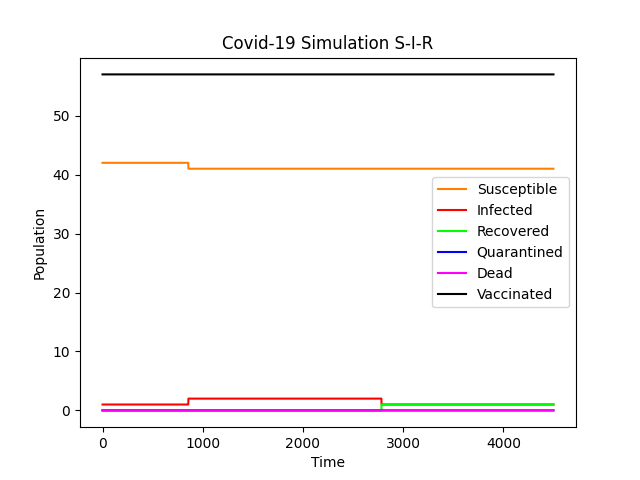 Covid-19 Simulation S-I-R
Population
50
40
30
20
10
0
Susceptible
Infected
Recovered
Quarantined
Dead
Vaccinated
0 1000 2000 3000 4000
Time